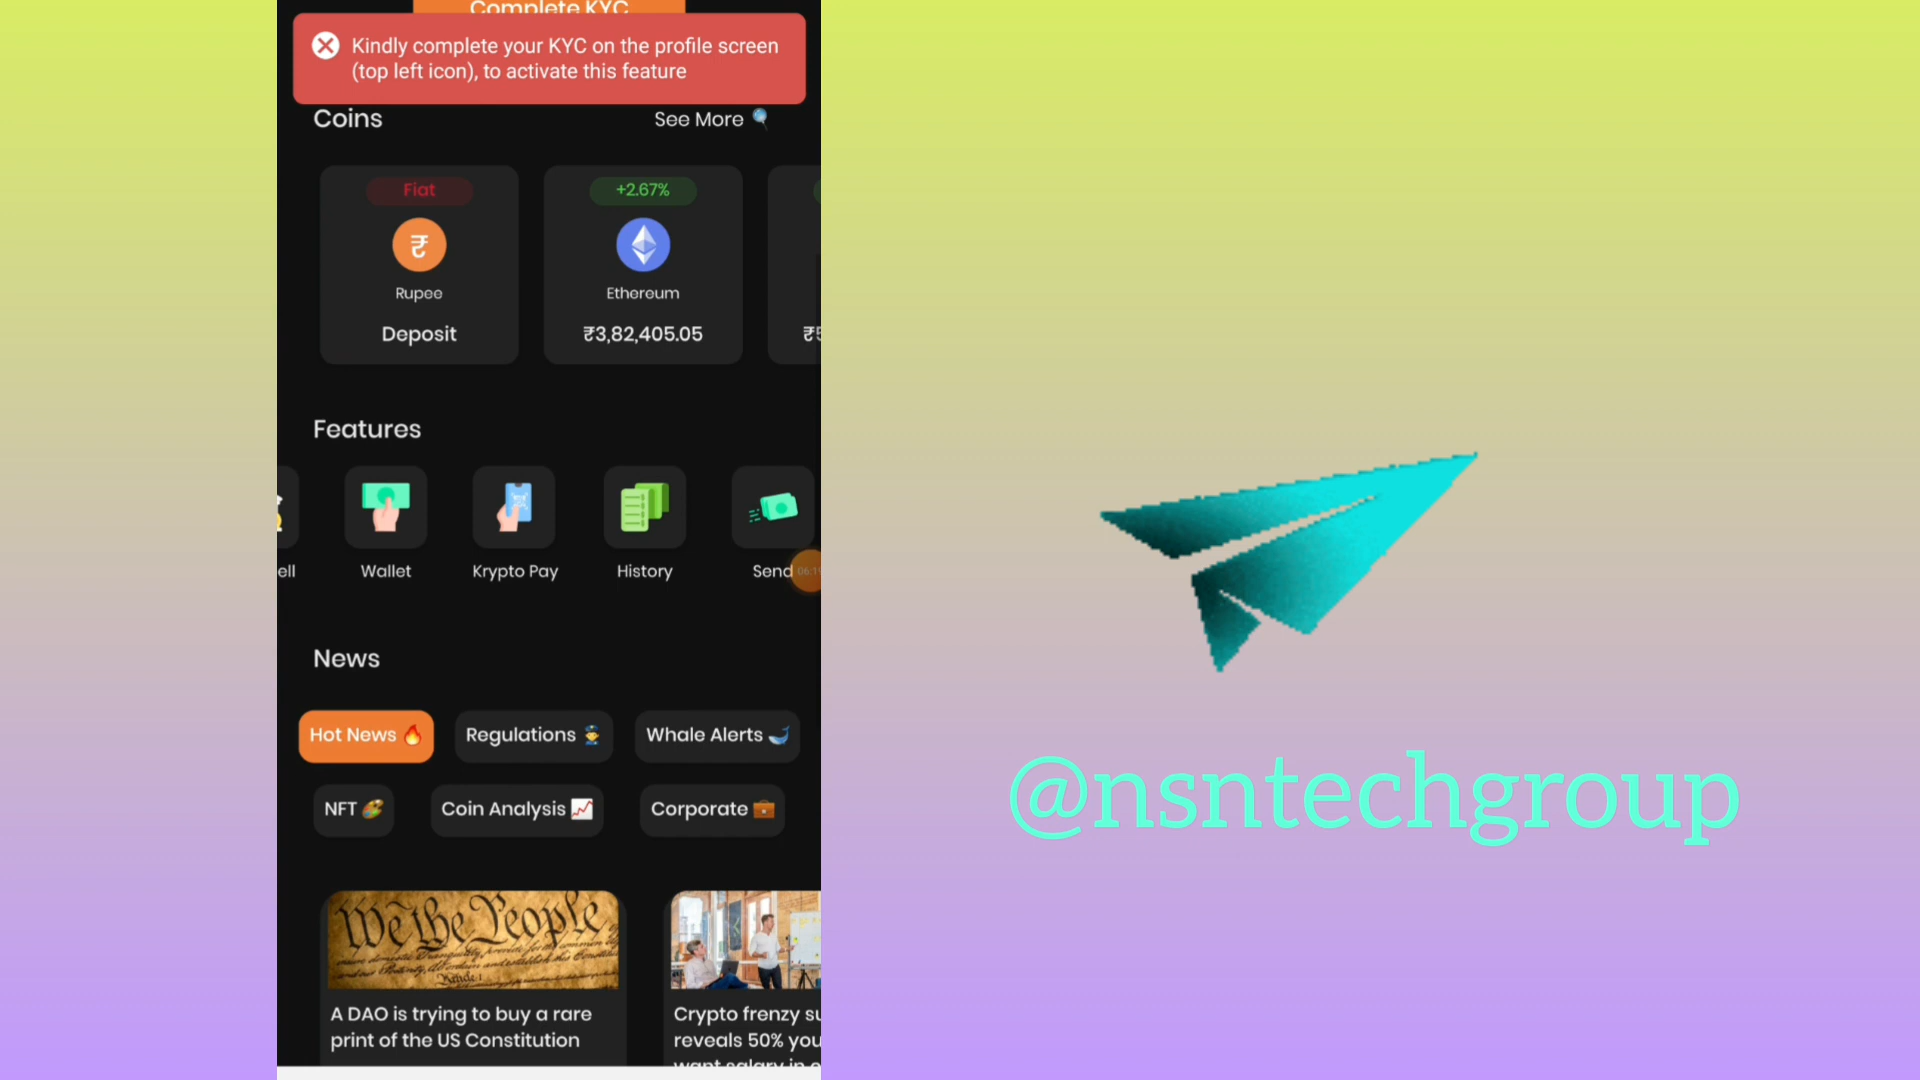 Complete KYC
Kindly complete your KYC on the profile screen
(top left icon), to activate this feature
Coins
See More
Fiat
+2.67%
₹
Rupee
Ethereum
Deposit
₹3,82,405.05
₹5
Features
ell
Wallet
Krypto Pay
History
Send
News
Hot News
Regulations
Whale Alerts
NFT
Coin Analysis
Corporate
We the People
Article 1
A DAO is trying to buy a rare
print of the US Constitution
Crypto frenzy su
reveals 50% you
want salary in
@nsntechgroup